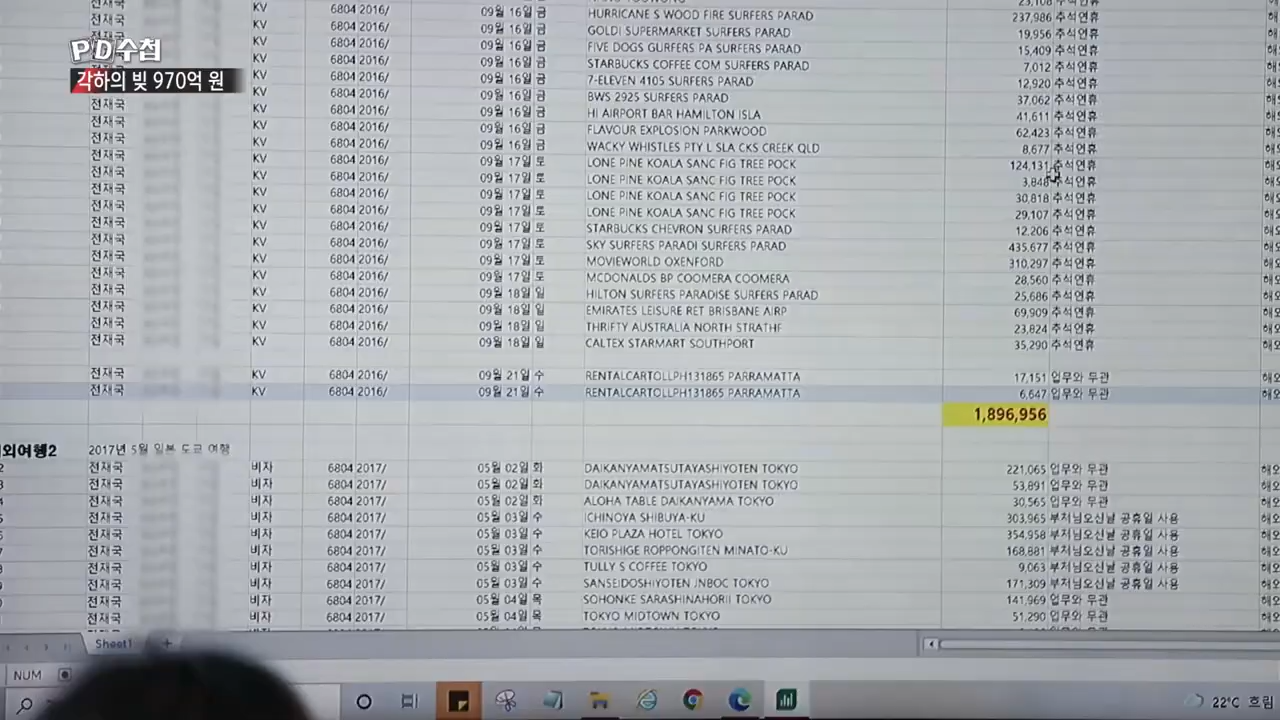 PD수첩
각하의 빚 970억 원
KV 6804 2016/ 09월 16일 금 HURRICANE S WOOD FIRE SURFERS PARAD 237,986 추석연휴
전재국 KV 6804 2016/ 09월 16일 금 GOLDI SUPERMARKET SURFERS PARAD 19,956 추석연휴
전재국 KV 6804 2016/ 09월 16일 금 FIVE DOGS GURFERS PA SURFERS PARAD 15,409 추석연휴
KV 6804 2016/ 09월 16일 금 STARBUCKS COFFEE COM SURFERS PARAD 7,012 추석연휴
KV 6804 2016/ 09월 16일 금 7-ELEVEN 4105 SURFERS PARAD 12,920 추석연휴
전재국 KV 6804 2016/ 09월 16일 금 BWS 2925 SURFERS PARAD 37,062 추석연휴
전재국 KV 6804 2016/ 09월 16일 금 HI AIRPORT BAR HAMILTON ISLA 41,611 추석연휴
전재국 KV 6804 2016/ 09월 16일 금 FLAVOUR EXPLOSION PARKWOOD 62,423 추석연휴
전재국 KV 6804 2016/ 09월 16일 금 WACKY WHISTLES PTY L SLA CKS CREEK QLD 8,677 추석연휴
전재국 KV 6804 2016/ 09월 17일 토 LONE PINE KOALA SANC FIG TREE POCK 124,131 추석연휴
전재국 KV 6804 2016/ 09월 17일 토 LONE PINE KOALA SANC FIG TREE POCK 3,848 추석연휴
전재국 KV 6804 2016/ 09월 17일 토 LONE PINE KOALA SANC FIG TREE POCK 30,818 추석연휴
전재국 KV 6804 2016/ 09월 17일 토 LONE PINE KOALA SANC FIG TREE POCK 29,107 추석연휴
전재국 KV 6804 2016/ 09월 17일 토 STARBUCKS CHEVRON SURFERS PARAD 12,206 추석연휴
전재국 KV 6804 2016/ 09월 17일 토 SKY SURFERS PARADI SURFERS PARAD 435,677 추석연휴
전재국 KV 6804 2016/ 09월 17일 토 MOVIEWORLD OXENFORD 310,297 추석연휴
전재국 KV 6804 2016/ 09월 17일 토 MCDONALDS BP COOMERA COOMERA 28,560 추석연휴
전재국 KV 6804 2016/ 09월 18일 일 HILTON SURFERS PARADISE SURFERS PARAD 25,686 추석연휴
전재국 KV 6804 2016/ 09월 18일 일 EMIRATES LEISURE RET BRISBANE AIRP 69,909 추석연휴
전재국 KV 6804 2016/ 09월 18일 일 THRIFTY AUSTRALIA NORTH STRATHF 23,824 추석연휴
전재국 KV 6804 2016/ 09월 18일 일 CALTEX STARMART SOUTHPORT 35,290 추석연휴
전재국 KV 6804 2016/ 09월 21일 수 RENTALCARTOLLPH131865 PARRAMATTA 17,151 업무와 무관
전재국 KV 6804 2016/ 09월 21일 수 RENTALCARTOLLPH131865 PARRAMATTA 6,647 업무와 무관
1,896,956
외여행2 2017년 5월 일본 도쿄 여행
전재국 비자 6804 2017/ 05월 02일 화 DAIKANYAMATSUTAYASHIYOTEN TOKYO 221,065 업무와 무관
전재국 비자 6804 2017/ 05월 02일 화 DAIKANYAMATSUTAYASHIYOTEN TOKYO 53,891 업무와 무관
전재국 비자 6804 2017/ 05월 02일 화 ALOHA TABLE DAIKANYAMA TOKYO 30,565 업무와 무관
전재국 비자 6804 2017/ 05월 03일 수 ICHINOYA SHIBUYA-KU 303,965 부처님오신날 공휴일 사용
전재국 비자 6804 2017/ 05월 03일 수 KEIO PLAZA HOTEL TOKYO 354,958 부처님오신날 공휴일 사용
전재국 비자 6804 2017/ 05월 03일 수 TORISHIGE ROPPONGITEN MINATO-KU 168,881 부처님오신날 공휴일 사용
전재국 비자 6804 2017/ 05월 03일 수 TULLY S COFFEE TOKYO 9,063 부처님오신날 공휴일 사용
전재국 비자 6804 2017/ 05월 03일 수 SANSEIDOSHIYOTEN JNBOC TOKYO 171,309 부처님오신날 공휴일 사용
전재국 비자 6804 2017/ 05월 04일 목 SOHONKE SARASHINAHORII TOKYO 141,969 업무와 무관
전재국 비자 6804 2017/ 05월 04일 목 TOKYO MIDTOWN TOKYO 51,290 업무와 무관
Sheet1
NUM
22°C 흐림